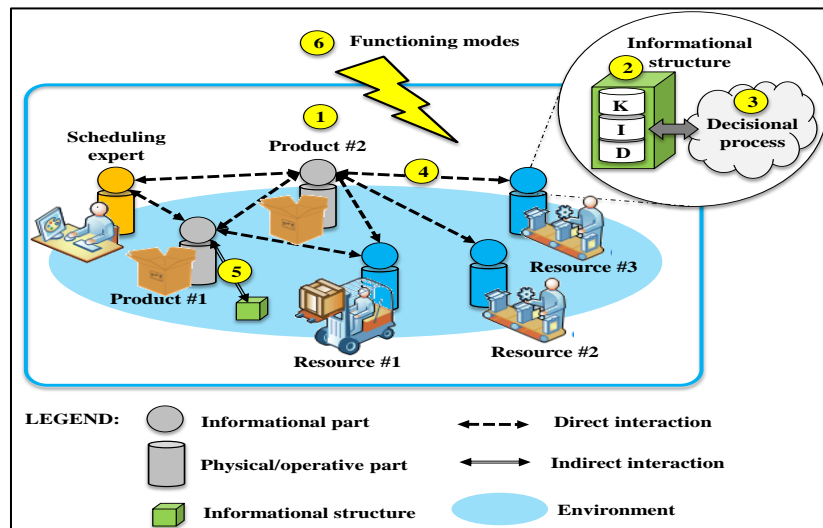 6 Functioning modes
Informational
structure
2
3
K
I
D
Decisional
process
1
Product #2
Scheduling
expert
4
5
Product #1
Resource #3
Resource #1
Resource #2
LEGEND:
Informational part
Direct interaction
Physical/operative part
Indirect interaction
Informational structure
Environment